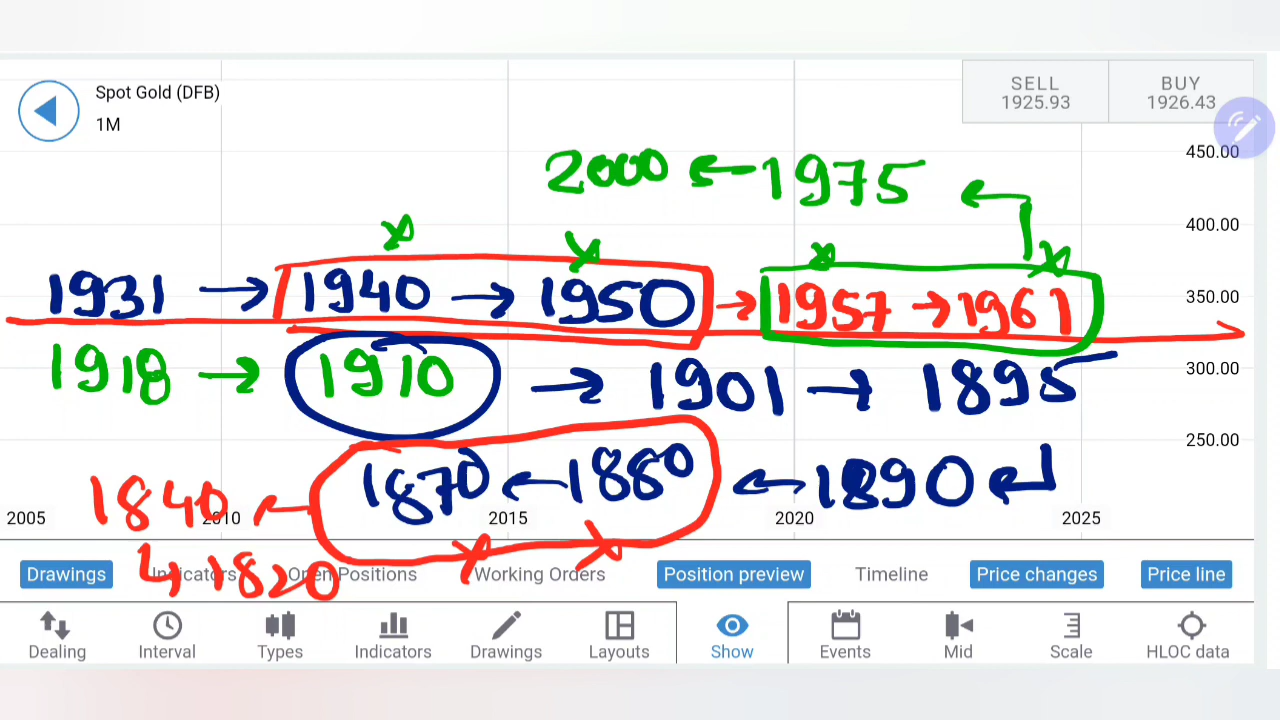 Spot Gold (DFB)
1M
SELL BUY
1925.93 1926.43
450.00
2000 ← 1975 ←
400.00
1931 → 1940 → 1950 → 1957 → 1961
350.00
1918 → 1910 → 1901 → 1895
300.00
250.00
1840 ← 1870 ← 1880 ← 1890 ↵
2005 2010 2015 2020 2025
↳ 1820
Drawings Indicators Open Positions Working Orders Position preview Timeline Price changes Price line
Dealing Interval Types Indicators Drawings Layouts Show Events Mid Scale HLOC data